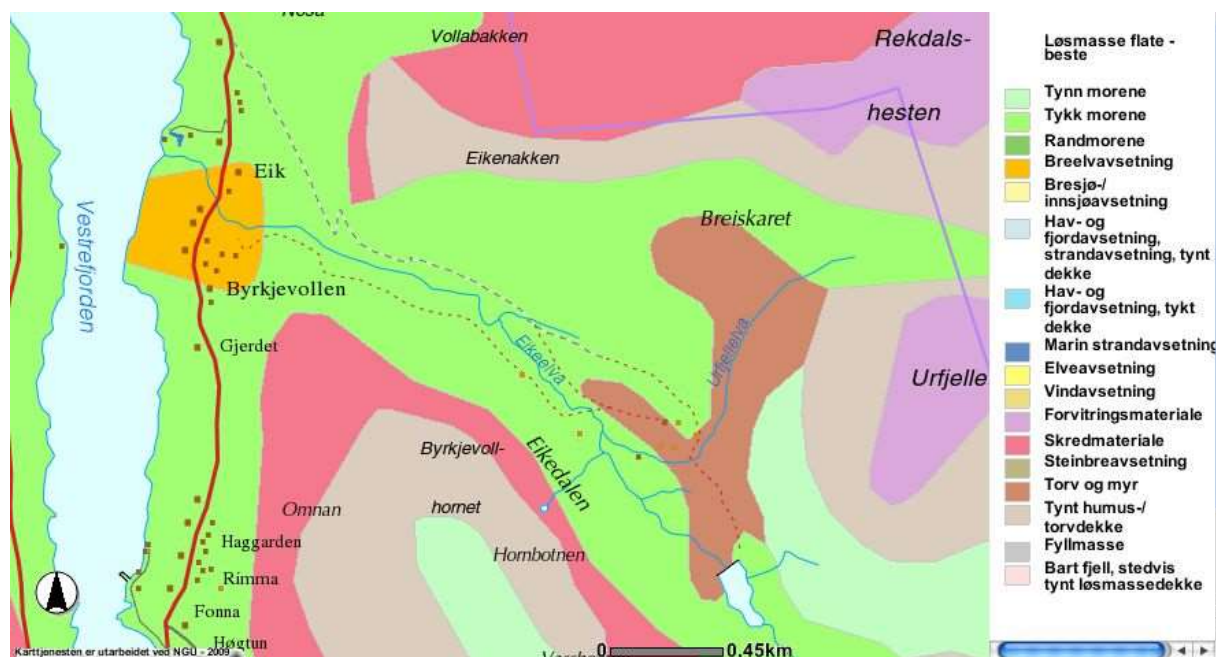 Nosa
Vollabakken
Rekdals-
hesten
Eikenakken
Eik
Breiskaret
Vestrefjorden
Byrkjevollen
Gjerdet
Eikeelva
Urfjellelva
Urfjelle
Byrkjevoll-
hornet
Eikedalen
Omnan
Hornbotnen
Haggarden
Rimma
Fonna
Høgtun
0
0.45km
Karttjenesten er utarbeidet ved NGU - 2009
Løsmasse flate -
beste
Tynn morene
Tykk morene
Randmorene
Breelvavsetning
Bresjø-/
innsjøavsetning
Hav- og
fjordavsetning,
strandavsetning, tynt
dekke
Hav- og
fjordavsetning, tykt
dekke
Marin strandavsetning
Elveavsetning
Vindavsetning
Forvitringsmateriale
Skredmateriale
Steinbreavsetning
Torv og myr
Tynt humus-/
torvdekke
Fyllmasse
Bart fjell, stedvis
tynt løsmassedekke